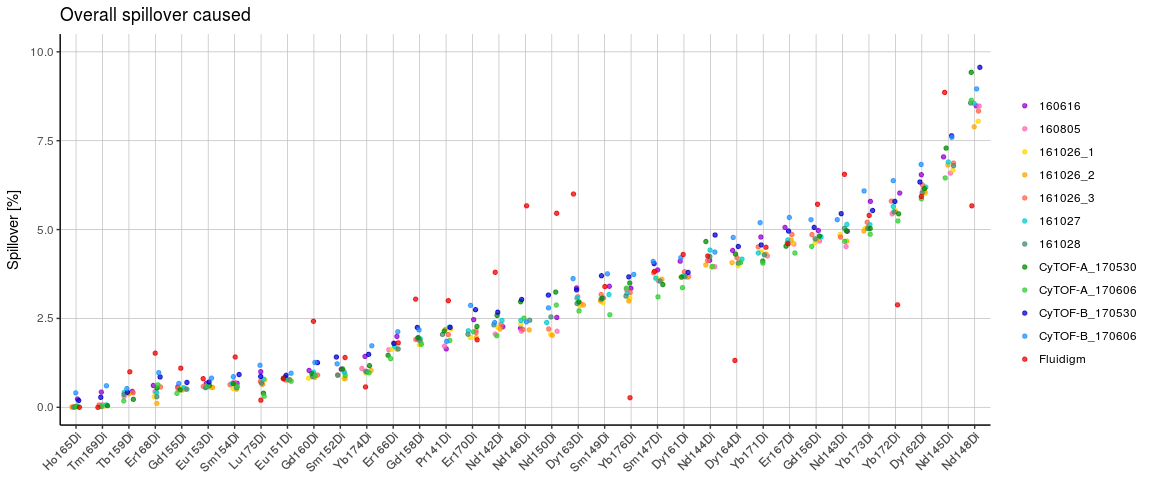 Overall spillover caused
Spillover [%]
10.0
7.5
5.0
2.5
0.0
Ho165Di
Tm169Di
Tb159Di
Er168Di
Gd155Di
Eu153Di
Sm154Di
Lu175Di
Eu151Di
Gd160Di
Sm152Di
Yb174Di
Er166Di
Gd158Di
Pr141Di
Er170Di
Nd142Di
Nd146Di
Nd150Di
Dy163Di
Sm149Di
Yb176Di
Sm147Di
Dy161Di
Nd144Di
Dy164Di
Yb171Di
Er167Di
Gd156Di
Nd143Di
Yb173Di
Yb172Di
Dy162Di
Nd145Di
Nd148Di
160616
160805
161026_1
161026_2
161026_3
161027
161028
CyTOF-A_170530
CyTOF-A_170606
CyTOF-B_170530
CyTOF-B_170606
Fluidigm